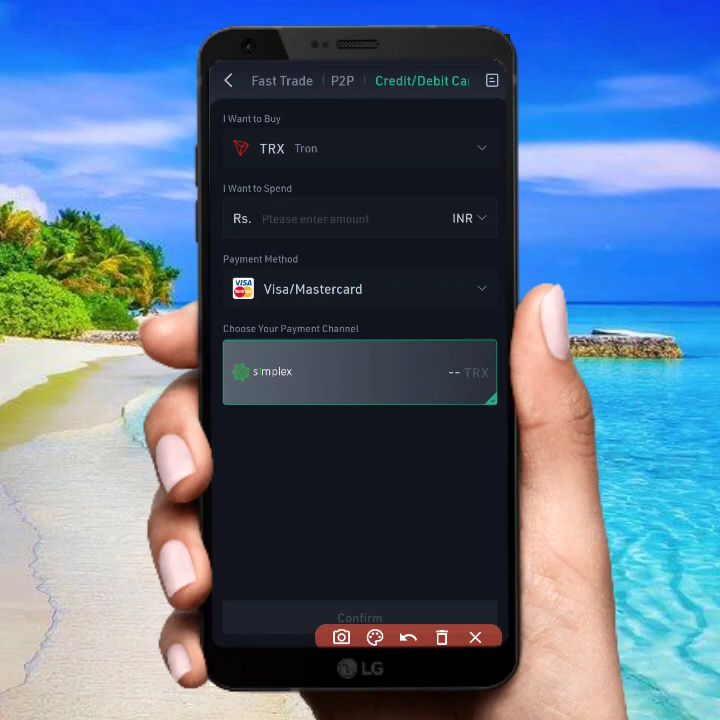 Fast Trade P2P Credit/Debit Ca
I Want to Buy
TRX Tron
I Want to Spend
Rs. Please enter amount INR
Payment Method
VISA Visa/Mastercard
Choose Your Payment Channel
simplex -- TRX
Confirm
LG